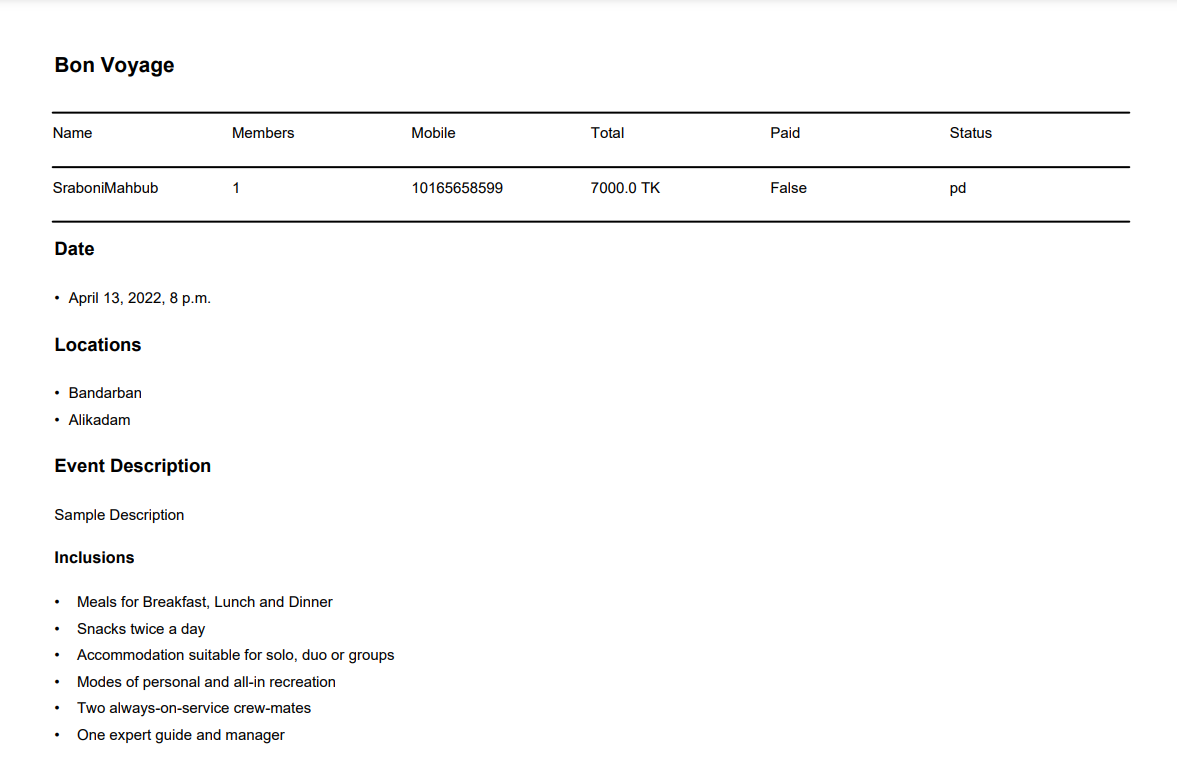 Bon Voyage
Name Members Mobile Total Paid Status
SraboniMahbub 1 10165658599 7000.0 TK False pd
Date
• April 13, 2022, 8 p.m.
Locations
• Bandarban
• Alikadam
Event Description
Sample Description
Inclusions
• Meals for Breakfast, Lunch and Dinner
• Snacks twice a day
• Accommodation suitable for solo, duo or groups
• Modes of personal and all-in recreation
• Two always-on-service crew-mates
• One expert guide and manager